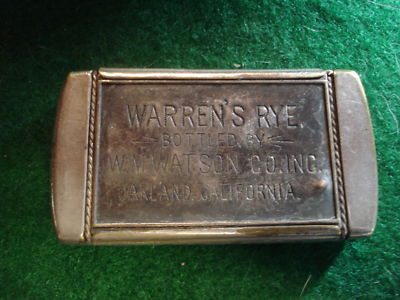 WARREN'S RYE.
BOTTLED BY
W.V. WATSON CO. INC.
OAKLAND, CALIFORNIA.